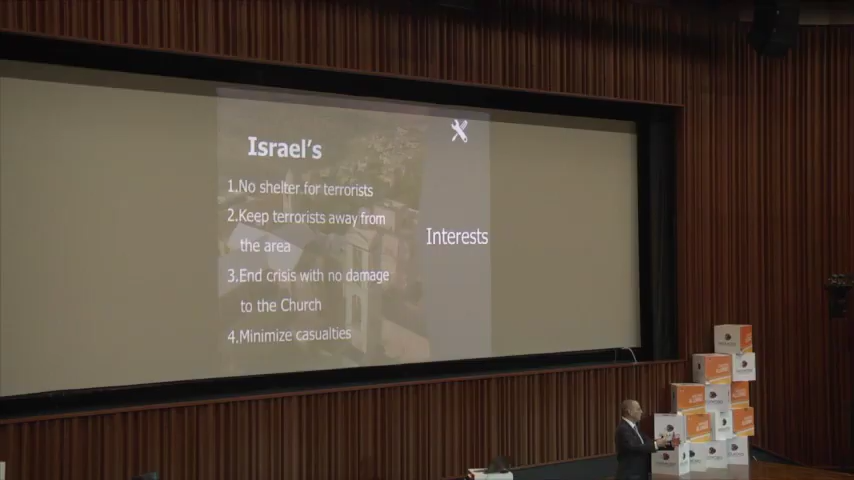 Israel's
1.No shelter for terrorists
2.Keep terrorists away from
the area
3.End crisis with no damage
to the Church
4.Minimize casualties
Interests